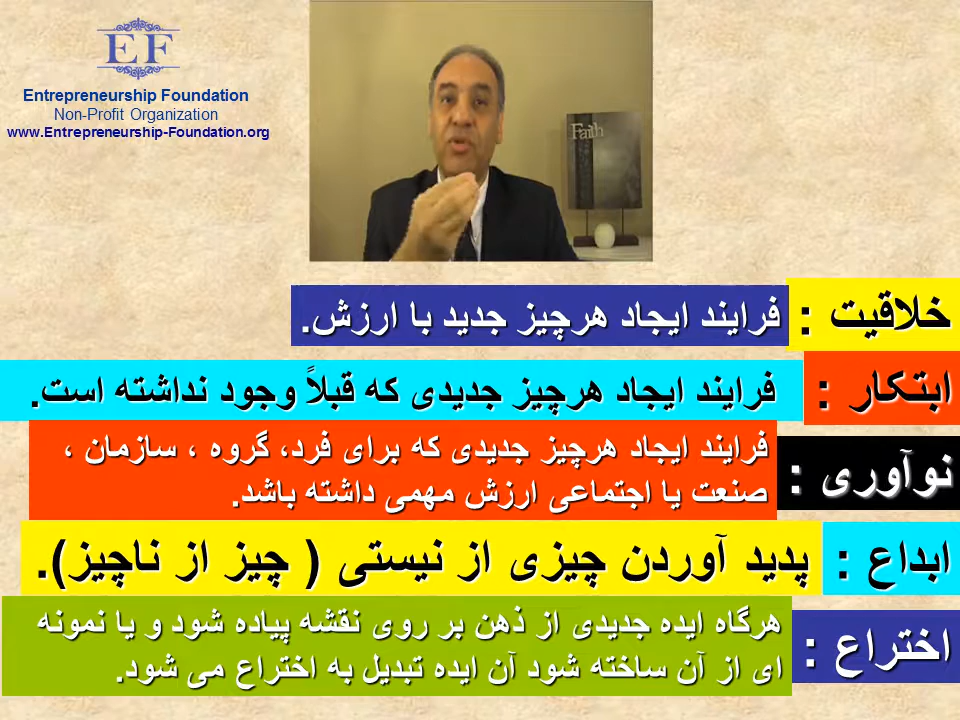 EF
Entrepreneurship Foundation
Non-Profit Organization
www.Entrepreneurship-Foundation.org
Faith
خلاقیت : فرایند ایجاد هرچیز جدید با ارزش.
ابتکار : فرایند ایجاد هرچیز جدیدی که قبلاً وجود نداشته است.
نوآوری : فرایند ایجاد هرچیز جدیدی که برای فرد، گروه ، سازمان ،
صنعت یا اجتماعی ارزش مهمی داشته باشد.
ابداع : پدید آوردن چیزی از نیستی ( چیز از ناچیز).
اختراع : هرگاه ایده جدیدی از ذهن بر روی نقشه پیاده شود و یا نمونه
ای از آن ساخته شود آن ایده تبدیل به اختراع می شود.